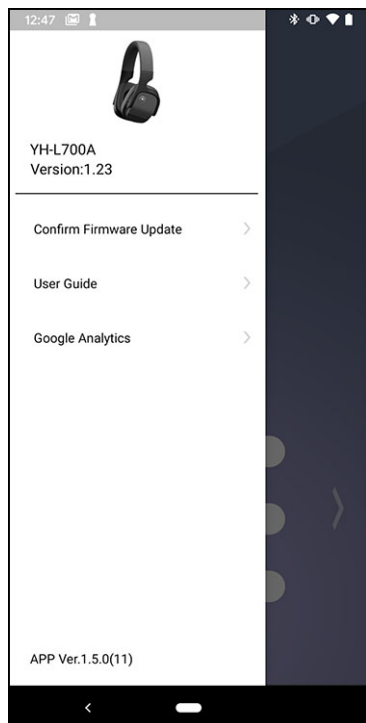 12:47
YH-L700A
Version:1.23
Confirm Firmware Update
User Guide
Google Analytics
APP Ver.1.5.0(11)